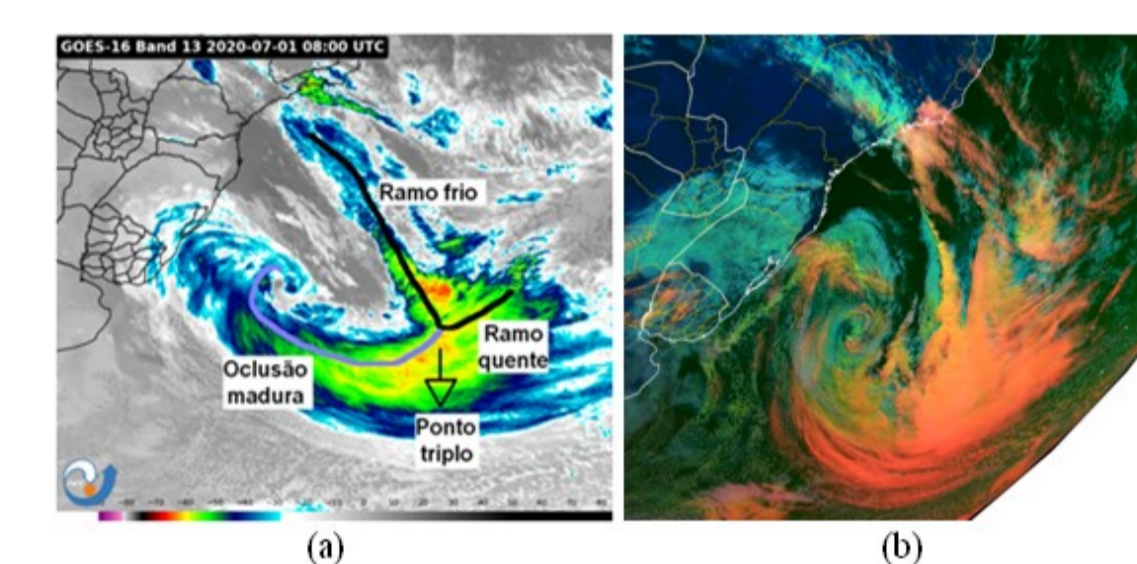 GOES-16 Band 13 2020-07-01 08:00 UTC
Ramo frio
Ramo
quente
Oclusão
madura
Ponto
triplo
(a)
(b)